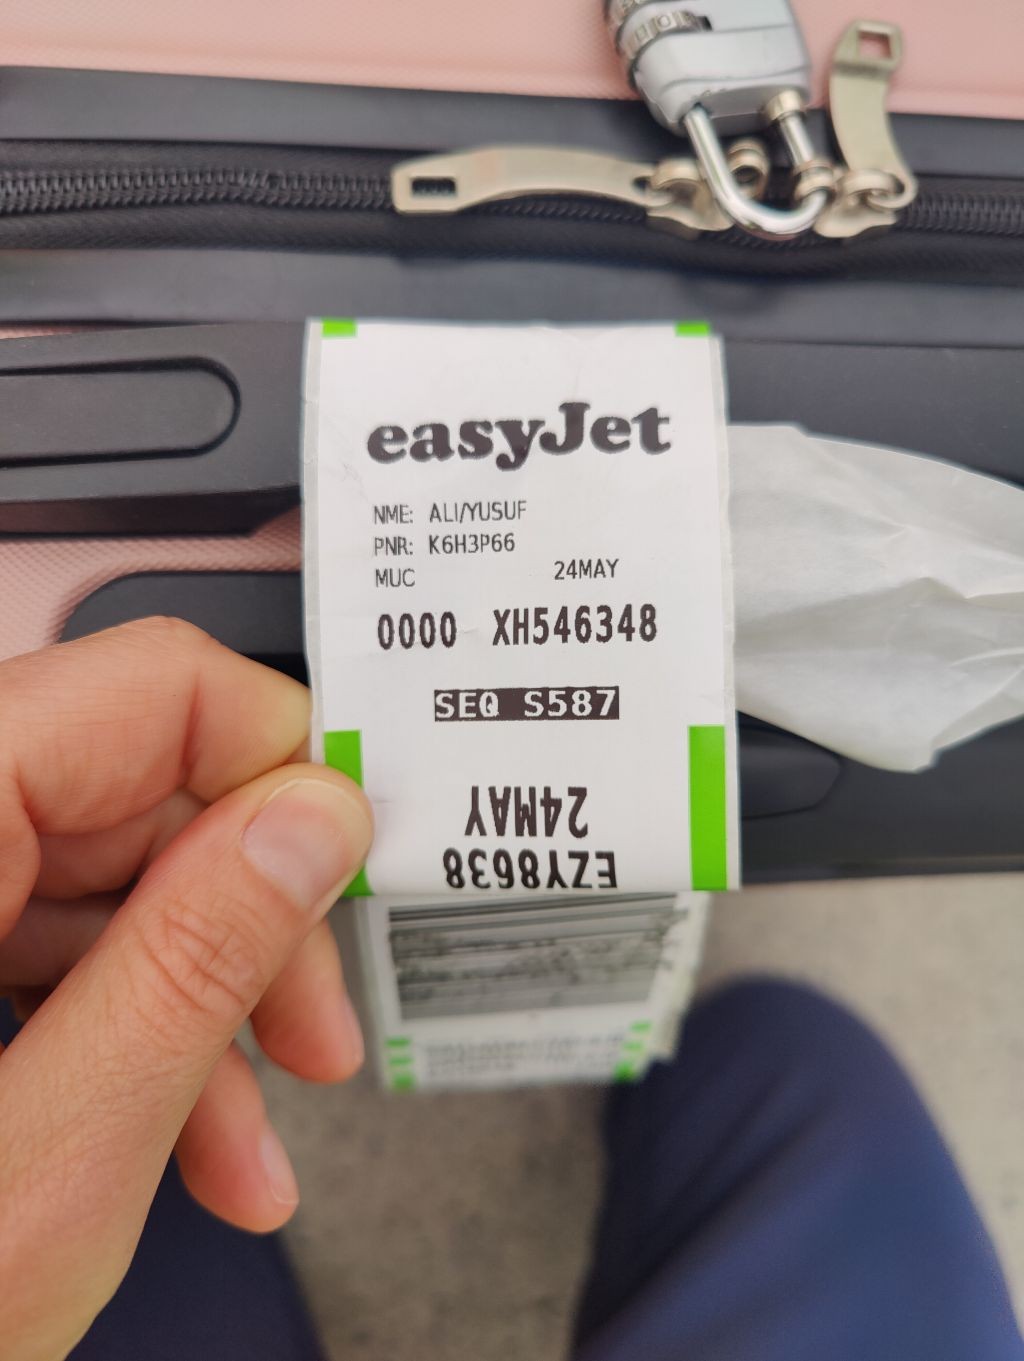 easyJet
NME: ALI/YUSUF
PNR: K6H3P66
MUC 24MAY
0000 XH546348
SEQ S587
24MAY
EZY8638